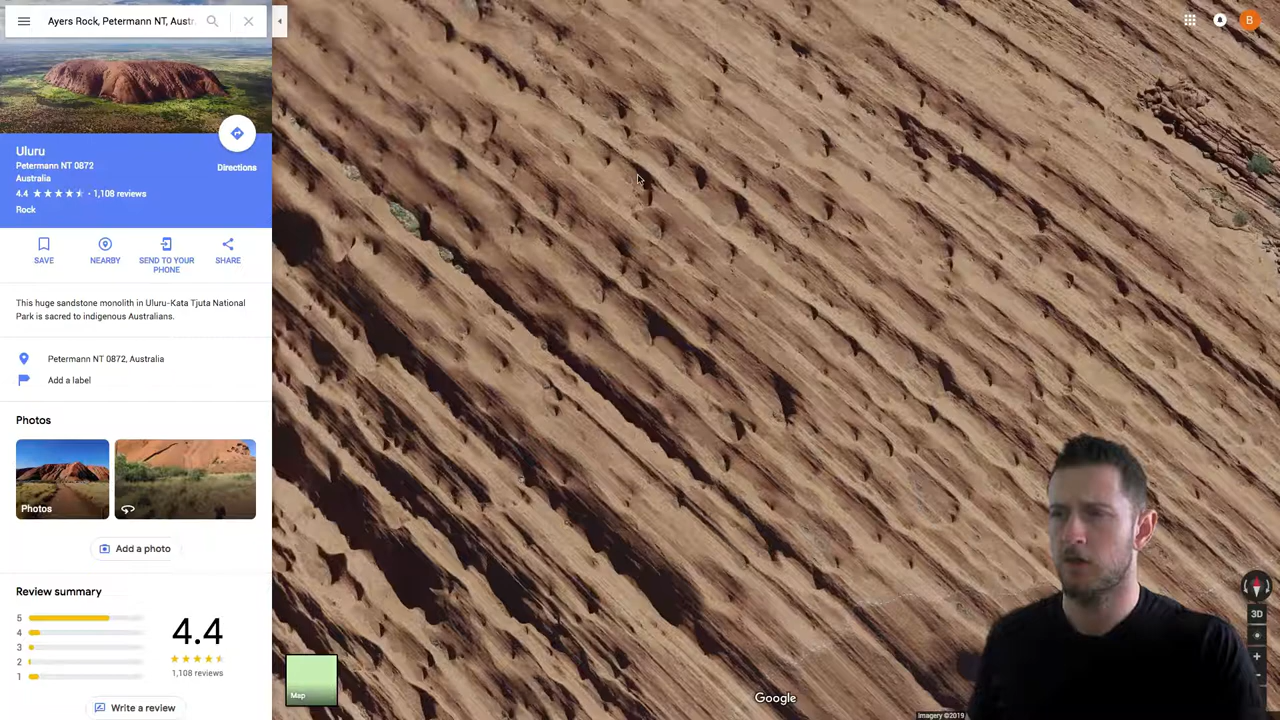 Ayers Rock, Petermann NT, Austr
B
Uluru
Petermann NT 0872
Australia
4.4 · 1,108 reviews
Rock
Directions
SAVE
NEARBY
SEND TO YOUR
PHONE
SHARE
This huge sandstone monolith in Uluru-Kata Tjuta National
Park is sacred to indigenous Australians.
Petermann NT 0872, Australia
Add a label
Photos
Photos
Add a photo
Review summary
5
4
3
2
1
4.4
1,108 reviews
Write a review
Map
Google
3D
Imagery ©2019